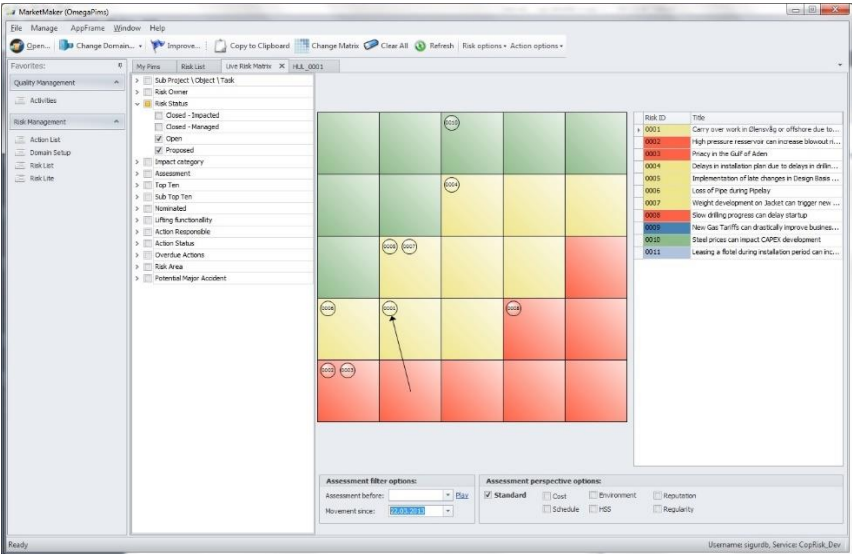 MarketMaker (OmegaPims)
File Manage AppFrame Window Help
Open... Change Domain... Improve... Copy to Clipboard Change Matrix Clear All Refresh Risk options Action options
Favorites:
Quality Management
Activities
Risk Management
Action List
Domain Setup
Risk List
Risk Lite
My Pims Risk List Live Risk Matrix HUL_0001
Sub Project \ Object \ Task
Risk Owner
Risk Status
Closed - Impacted
Closed - Managed
Open
Proposed
Impact category
Assessment
Top Ten
Sub Top Ten
Nominated
Lifting functionallity
Action Responsible
Action Status
Overdue Actions
Risk Area
Potential Major Accident
0010
0004
0007
0006 0001 0008
0002 0003
Risk ID Title
0001 Carry over work in Ølensvåg or offshore due to...
0002 High pressure resservoir can increase blowout ri...
0003 Priacy in the Gulf of Aden
0004 Delays in installation plan due to delays in drillin...
0005 Implementation of late changes in Design Basis ...
0006 Loss of Pipe during Pipelay
0007 Weight development on Jacket can trigger new ...
0008 Slow drilling progress can delay startup
0009 New Gas Tariffs can drastically improve busines...
0010 Steel prices can impact CAPEX development
0011 Leasing a flotel during installation period can inc...
Assessment filter options:
Assessment before: Play
Movement since: 22.03.2013
Assessment perspective options:
Standard Cost Environment Reputation
Schedule HSS Regularity
Ready
Username: sigurdb, Service: CopRisk_Dev